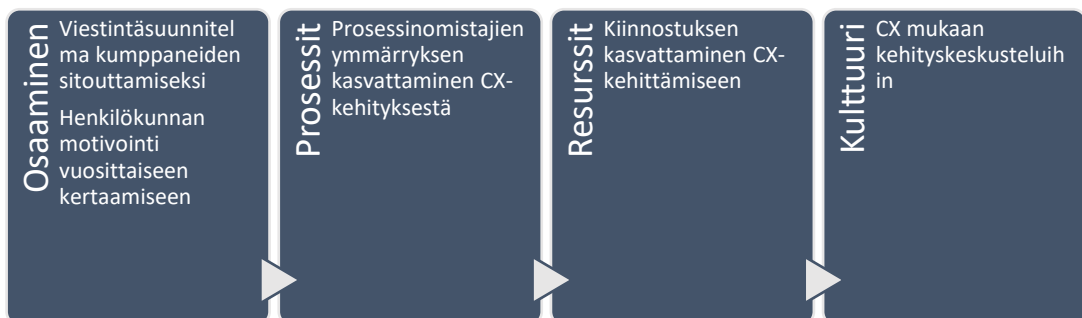 Osaaminen
Viestintäsuunnitel
ma kumppaneiden
sitouttamiseksi
Henkilökunnan
motivointi
vuosittaiseen
kertaamiseen
Prosessit
Prosessinomistajien
ymmärryksen
kasvattaminen CX-
kehityksestä
Resurssit
Kiinnostuksen
kasvattaminen CX-
kehittämiseen
Kulttuuri
CX mukaan
kehityskeskusteluih
in